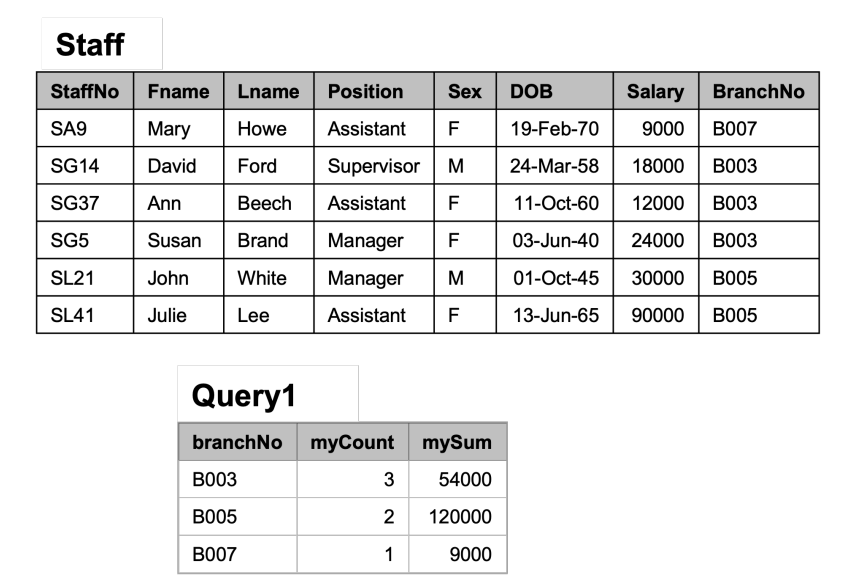 Staff
StaffNo Fname Lname Position Sex DOB Salary BranchNo
SA9 Mary Howe Assistant F 19-Feb-70 9000 B007
SG14 David Ford Supervisor M 24-Mar-58 18000 B003
SG37 Ann Beech Assistant F 11-Oct-60 12000 B003
SG5 Susan Brand Manager F 03-Jun-40 24000 B003
SL21 John White Manager M 01-Oct-45 30000 B005
SL41 Julie Lee Assistant F 13-Jun-65 90000 B005
Query1
branchNo myCount mySum
B003 3 54000
B005 2 120000
B007 1 9000